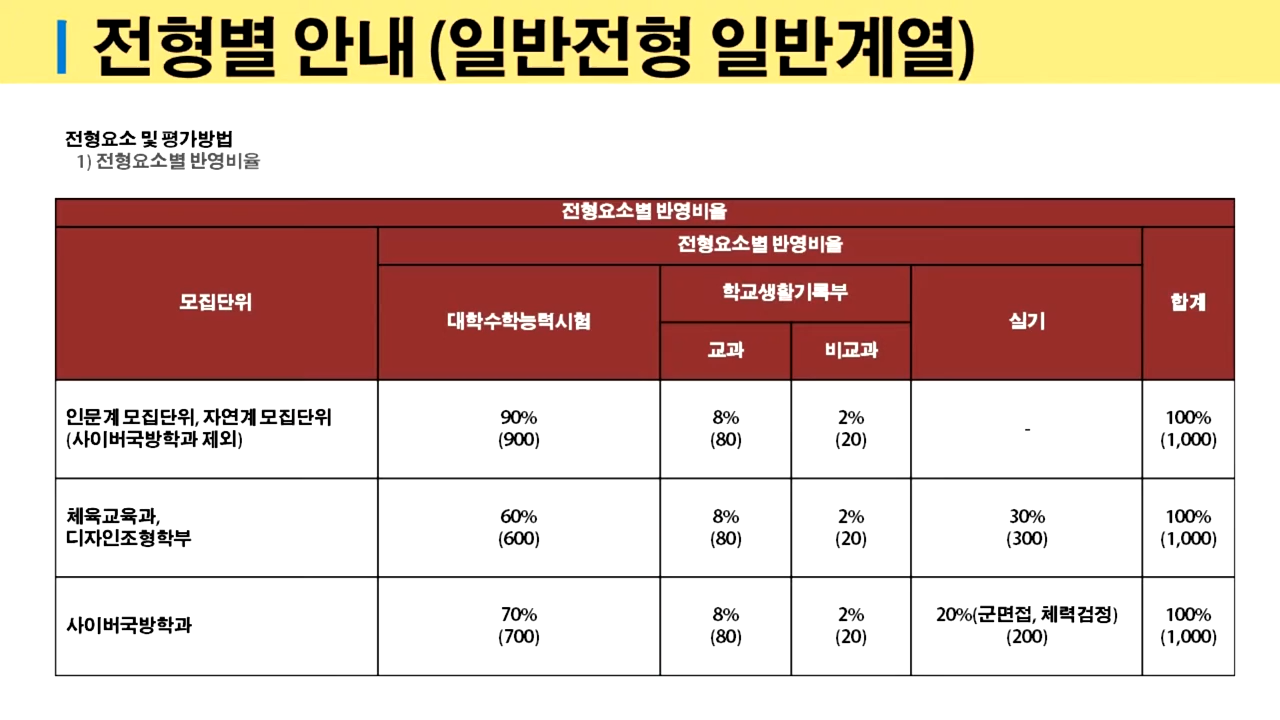 전형별 안내 (일반전형 일반계열)
전형요소 및 평가방법
1) 전형요소별 반영비율
전형요소별 반영비율
모집단위
전형요소별 반영비율
합계
대학수학능력시험
학교생활기록부
실기
교과
비교과
인문계 모집단위, 자연계 모집단위
(사이버국방학과 제외)
90%
(900)
8%
(80)
2%
(20)
-
100%
(1,000)
체육교육과,
디자인조형학부
60%
(600)
8%
(80)
2%
(20)
30%
(300)
100%
(1,000)
사이버국방학과
70%
(700)
8%
(80)
2%
(20)
20%(군면접, 체력검정)
(200)
100%
(1,000)